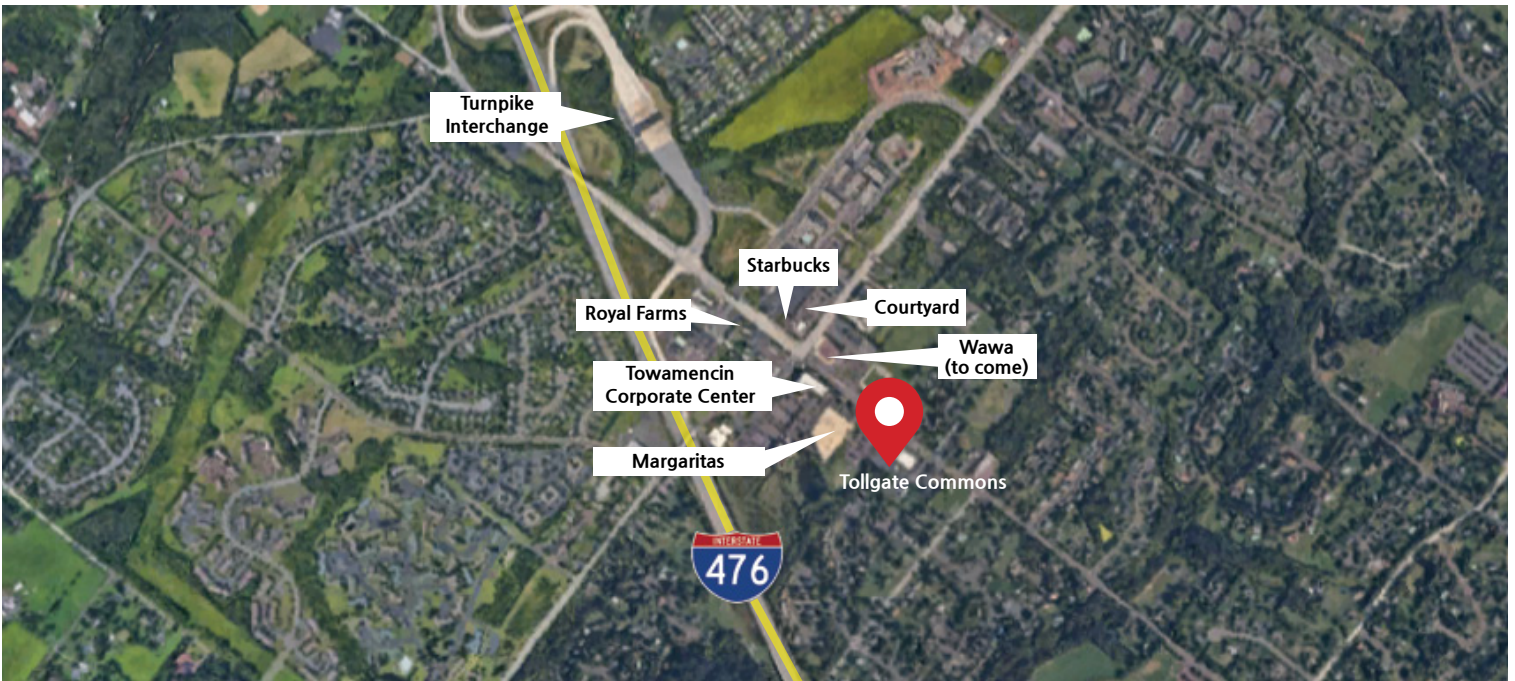 Turnpike
Interchange
Starbucks
Courtyard
Royal Farms
Wawa
(to come)
Towamencin
Corporate Center
Margaritas
Tollgate Commons
INTERSTATE
476